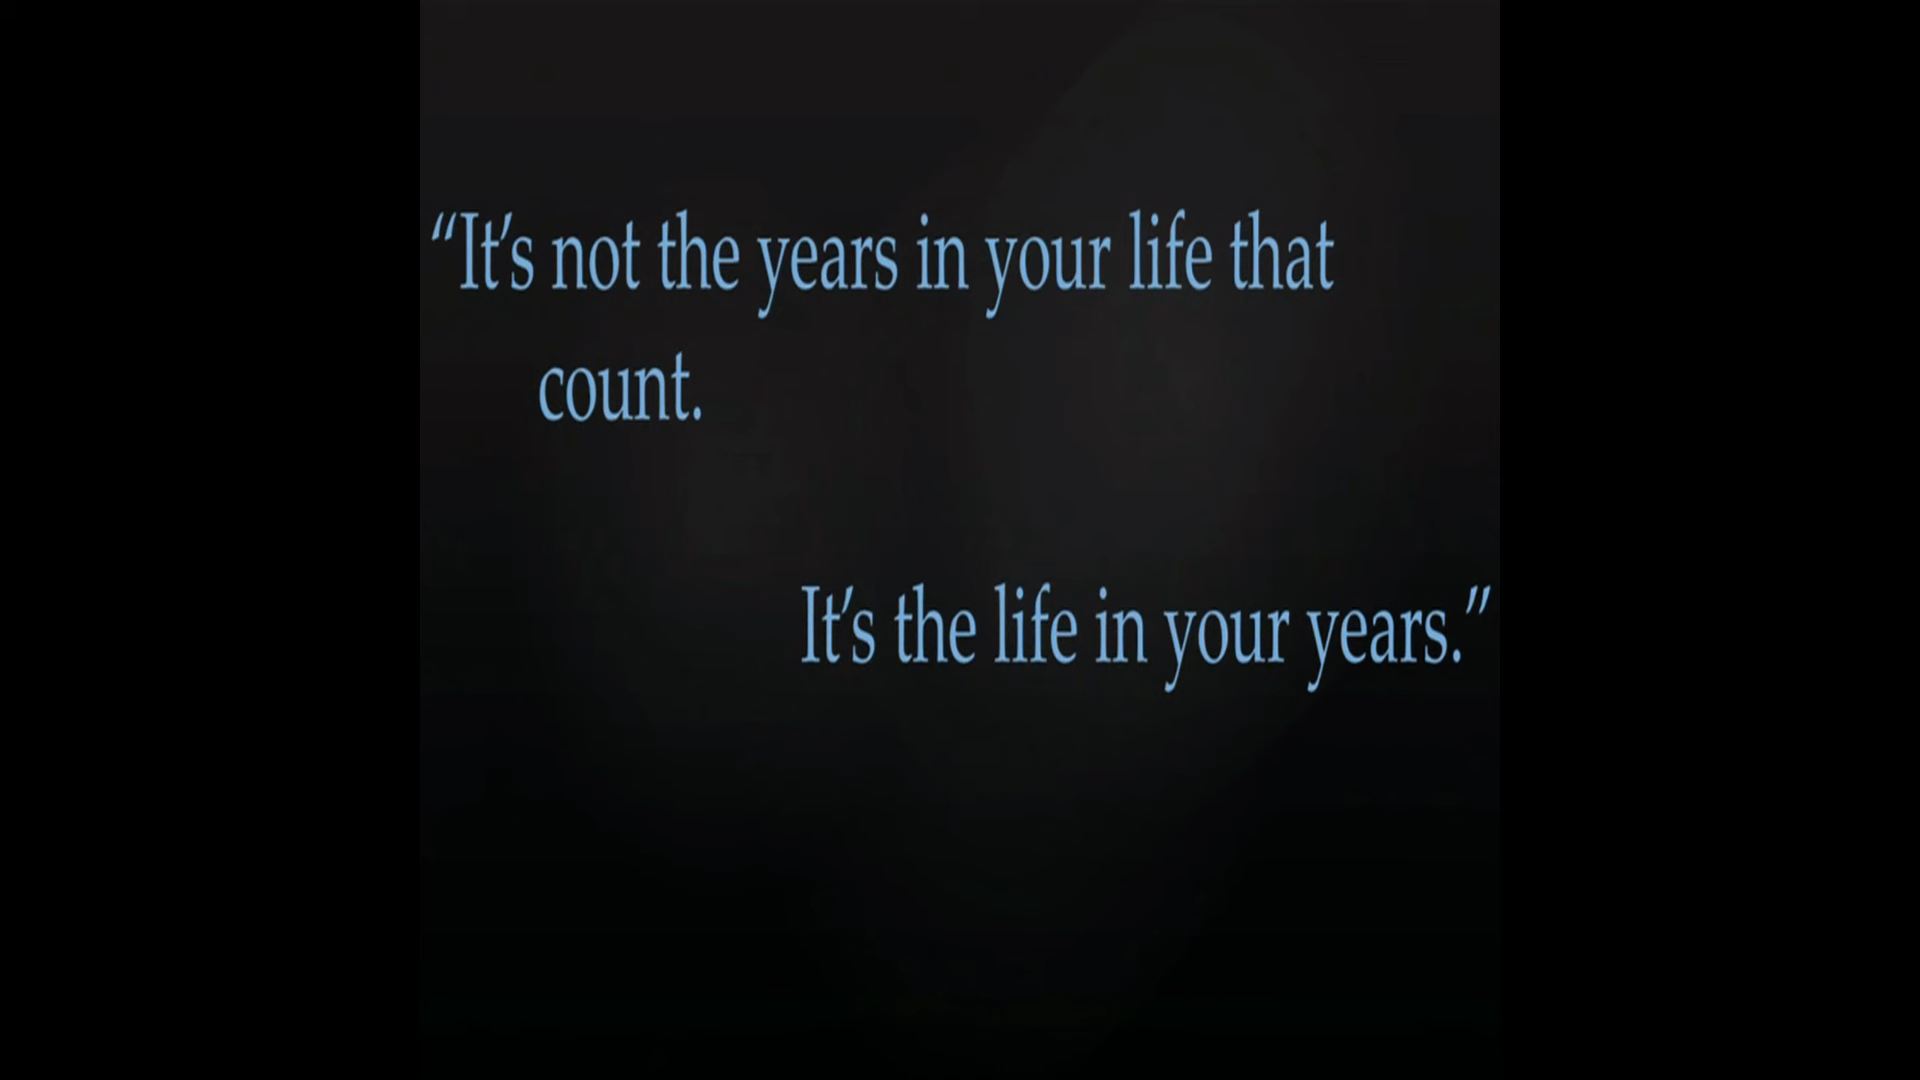 “It’s not the years in your life that
count.
It’s the life in your years.”